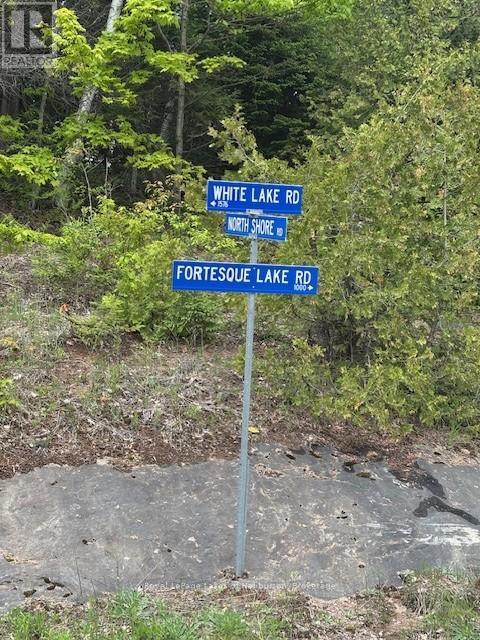 REALTOR®
WHITE LAKE RD
1576
NORTH SHORE RD
FORTESQUE LAKE RD
1000